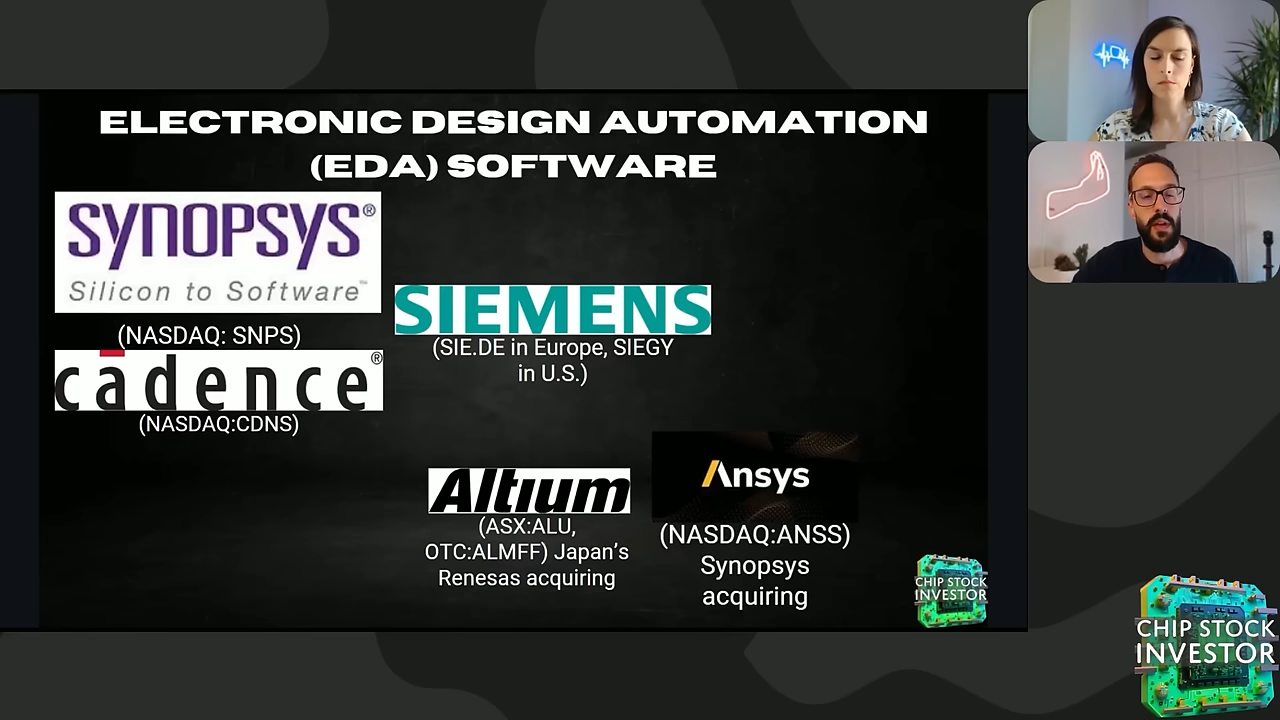 ELECTRONIC DESIGN AUTOMATION
(EDA) SOFTWARE
SYNOPSYS®
Silicon to Software™
(NASDAQ: SNPS)
cādence®
(NASDAQ:CDNS)
SIEMENS
(SIE.DE in Europe, SIEGY
in U.S.)
Altium
(ASX:ALU,
OTC:ALMFF) Japan’s
Renesas acquiring
Ansys
(NASDAQ:ANSS)
Synopsys
acquiring
CHIP STOCK
INVESTOR
CHIP STOCK
INVESTOR